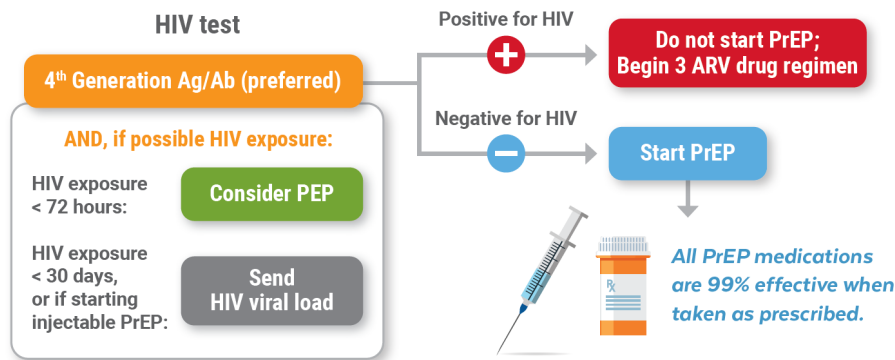 HIV test
4th Generation Ag/Ab (preferred)
AND, if possible HIV exposure:
HIV exposure
< 72 hours:
Consider PEP
HIV exposure
< 30 days,
or if starting
injectable PrEP:
Send
HIV viral load
Positive for HIV
Do not start PrEP;
Begin 3 ARV drug regimen
Negative for HIV
Start PrEP
Rx
All PrEP medications
are 99% effective when
taken as prescribed.